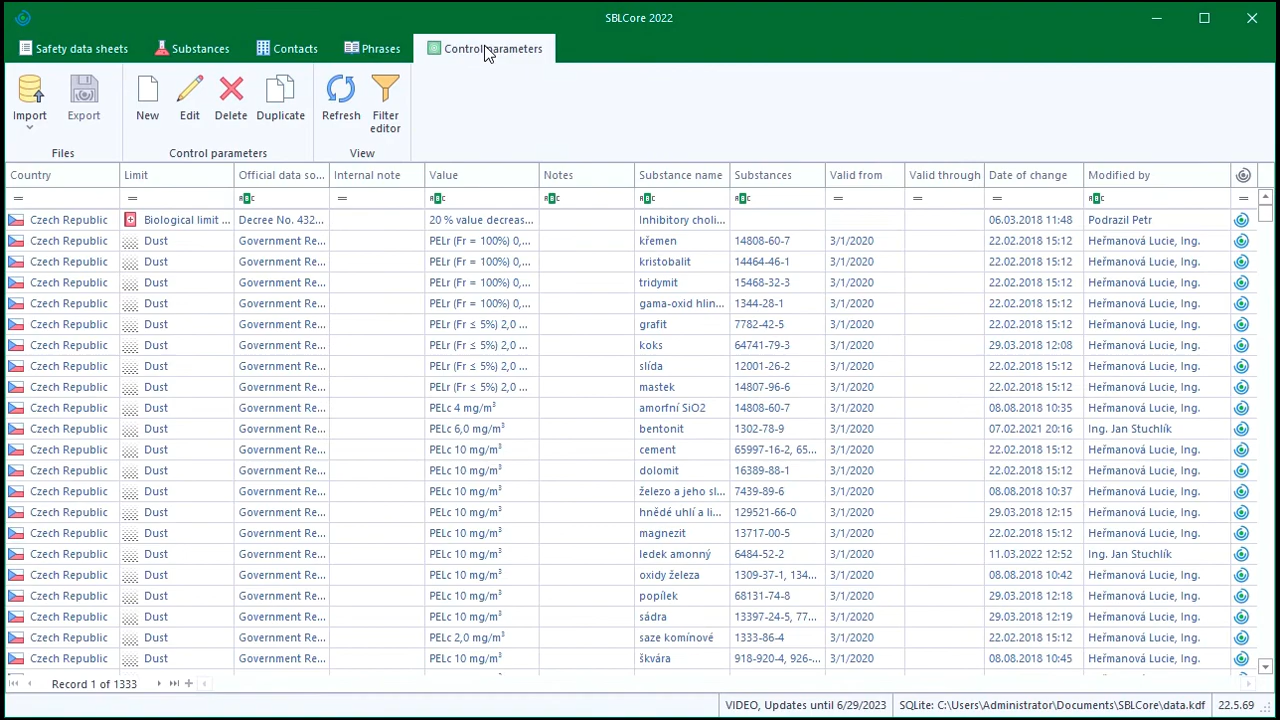 SBLCore 2022
Safety data sheets Substances Contacts Phrases Control parameters
Import Export New Edit Delete Duplicate Refresh Filter editor
Files Control parameters View
Country Limit Official data so... Internal note Value Notes Substance name Substances Valid from Valid through Date of change Modified by
= = ABC = ABC ABC ABC ABC = = = ABC =
Czech Republic Biological limit ... Decree No. 432... 20 % value decreas... Inhibitory choli... 06.03.2018 11:48 Podrazil Petr
Czech Republic Dust Government Re... PELr (Fr = 100%) 0,... křemen 14808-60-7 3/1/2020 22.02.2018 15:12 Heřmanová Lucie, Ing.
Czech Republic Dust Government Re... PELr (Fr = 100%) 0,... kristobalit 14464-46-1 3/1/2020 22.02.2018 15:12 Heřmanová Lucie, Ing.
Czech Republic Dust Government Re... PELr (Fr = 100%) 0,... tridymit 15468-32-3 3/1/2020 22.02.2018 15:12 Heřmanová Lucie, Ing.
Czech Republic Dust Government Re... PELr (Fr = 100%) 0,... gama-oxid hlin... 1344-28-1 3/1/2020 22.02.2018 15:12 Heřmanová Lucie, Ing.
Czech Republic Dust Government Re... PELr (Fr ≤ 5%) 2,0 ... grafit 7782-42-5 3/1/2020 22.02.2018 15:12 Heřmanová Lucie, Ing.
Czech Republic Dust Government Re... PELr (Fr ≤ 5%) 2,0 ... koks 64741-79-3 3/1/2020 29.03.2018 12:08 Heřmanová Lucie, Ing.
Czech Republic Dust Government Re... PELr (Fr ≤ 5%) 2,0 ... slída 12001-26-2 3/1/2020 22.02.2018 15:12 Heřmanová Lucie, Ing.
Czech Republic Dust Government Re... PELr (Fr ≤ 5%) 2,0 ... mastek 14807-96-6 3/1/2020 22.02.2018 15:12 Heřmanová Lucie, Ing.
Czech Republic Dust Government Re... PELc 4 mg/m³ amorfní SiO2 14808-60-7 3/1/2020 08.08.2018 10:35 Heřmanová Lucie, Ing.
Czech Republic Dust Government Re... PELc 6,0 mg/m³ bentonit 1302-78-9 3/1/2020 07.02.2021 20:16 Ing. Jan Stuchlík
Czech Republic Dust Government Re... PELc 10 mg/m³ cement 65997-16-2, 65... 3/1/2020 22.02.2018 15:12 Heřmanová Lucie, Ing.
Czech Republic Dust Government Re... PELc 10 mg/m³ dolomit 16389-88-1 3/1/2020 22.02.2018 15:12 Heřmanová Lucie, Ing.
Czech Republic Dust Government Re... PELc 10 mg/m³ železo a jeho sl... 7439-89-6 3/1/2020 08.08.2018 10:37 Heřmanová Lucie, Ing.
Czech Republic Dust Government Re... PELc 10 mg/m³ hnědé uhlí a li... 129521-66-0 3/1/2020 29.03.2018 12:15 Heřmanová Lucie, Ing.
Czech Republic Dust Government Re... PELc 10 mg/m³ magnezit 13717-00-5 3/1/2020 22.02.2018 15:12 Heřmanová Lucie, Ing.
Czech Republic Dust Government Re... PELc 10 mg/m³ ledek amonný 6484-52-2 3/1/2020 11.03.2022 12:52 Ing. Jan Stuchlík
Czech Republic Dust Government Re... PELc 10 mg/m³ oxidy železa 1309-37-1, 134... 3/1/2020 08.08.2018 10:42 Heřmanová Lucie, Ing.
Czech Republic Dust Government Re... PELc 10 mg/m³ popílek 68131-74-8 3/1/2020 29.03.2018 12:18 Heřmanová Lucie, Ing.
Czech Republic Dust Government Re... PELc 10 mg/m³ sádra 13397-24-5, 77... 3/1/2020 29.03.2018 12:19 Heřmanová Lucie, Ing.
Czech Republic Dust Government Re... PELc 2,0 mg/m³ saze komínové 1333-86-4 3/1/2020 22.02.2018 15:12 Heřmanová Lucie, Ing.
Czech Republic Dust Government Re... PELc 10 mg/m³ škvára 918-920-4, 926-... 3/1/2020 08.08.2018 10:45 Heřmanová Lucie, Ing.
Record 1 of 1333
VIDEO, Updates until 6/29/2023 SQLite: C:\Users\Administrator\Documents\SBLCore\data.kdf 22.5.69